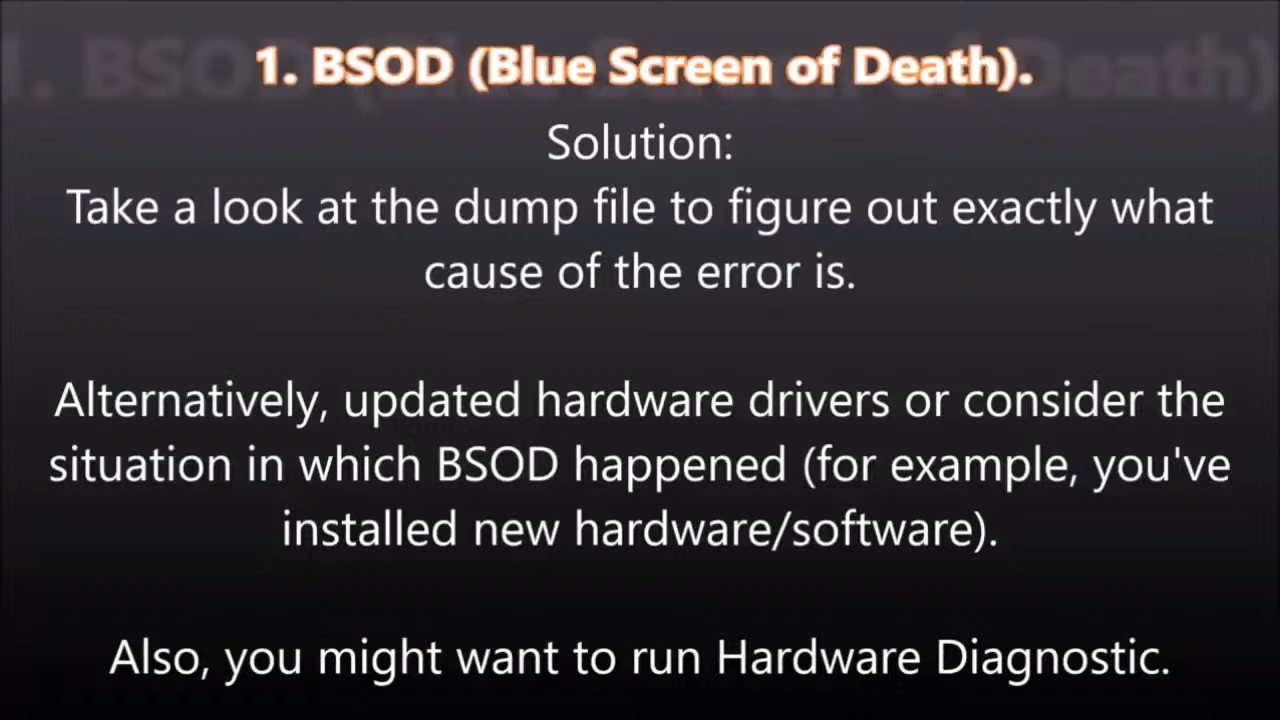 1. BSOD (Blue Screen of Death).
Solution:
Take a look at the dump file to figure out exactly what
cause of the error is.
Alternatively, updated hardware drivers or consider the
situation in which BSOD happened (for example, you've
installed new hardware/software).
Also, you might want to run Hardware Diagnostic.